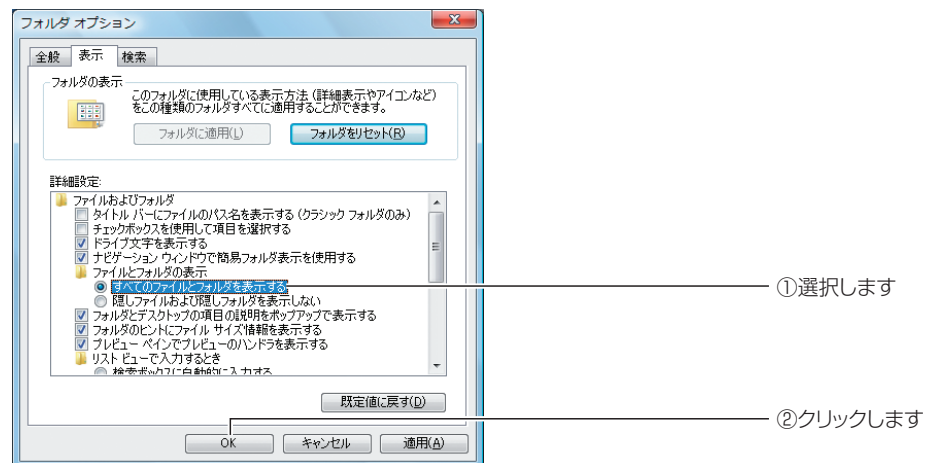 フォルダ オプション
全般 表示 検索
フォルダの表示
このフォルダに使用している表示方法（詳細表示やアイコンなど）
をこの種類のフォルダすべてに適用することができます。
フォルダに適用(L) フォルダをリセット(R)
詳細設定:
ファイルおよびフォルダ
タイトル バーにファイルのパス名を表示する (クラシック フォルダのみ)
チェックボックスを使用して項目を選択する
ドライブ文字を表示する
ナビゲーション ウィンドウで簡易フォルダ表示を使用する
ファイルとフォルダの表示
すべてのファイルとフォルダを表示する
①選択します
隠しファイルおよび隠しフォルダを表示しない
フォルダとデスクトップの項目の説明をポップアップで表示する
フォルダのヒントにファイル サイズ情報を表示する
プレビュー ペインでプレビューのハンドラを表示する
リスト ビューで入力するとき
検索ボックスに自動的に入力する
既定値に戻す(D)
②クリックします
OK キャンセル 適用(A)